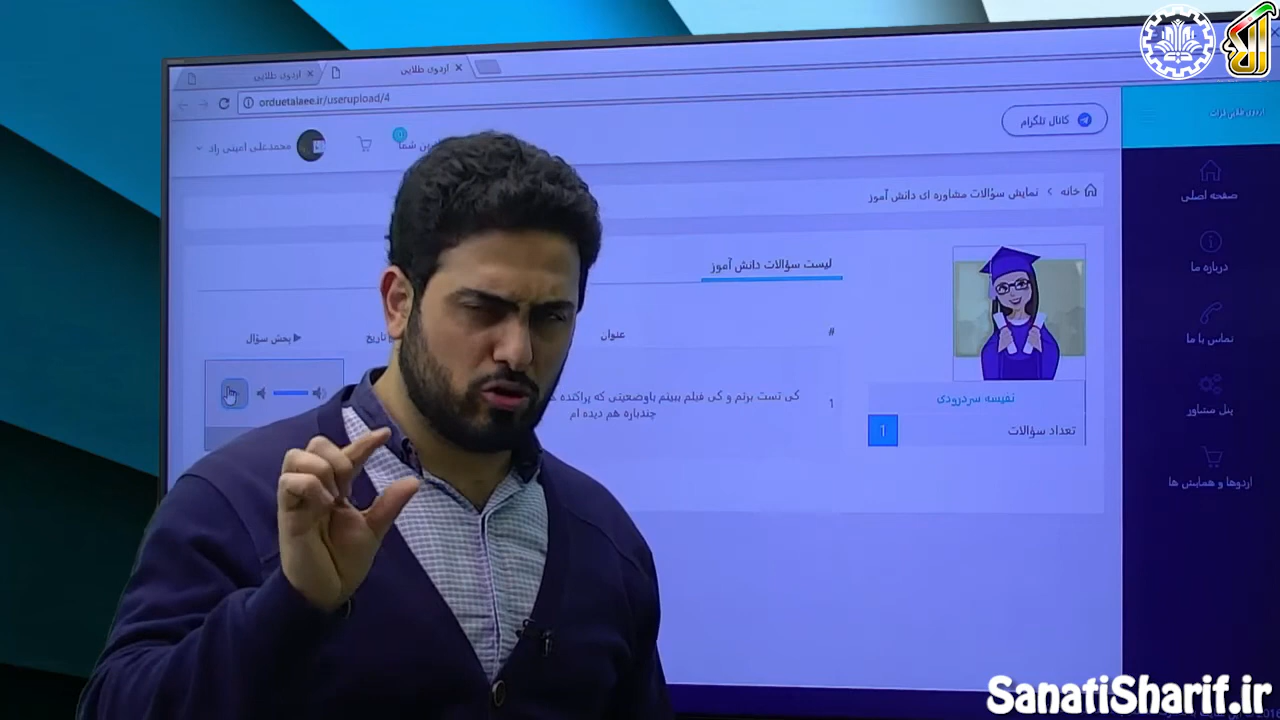 اردوی طلایی
اردوی طلایی
orduetalaee.ir/userupload/4
کانال تلگرام
محمدعلی امینی راد
صفحه اصلی
درباره ما
تماس با ما
پنل مشاور
اردوها و همایش ها
خانه > نمایش سؤالات مشاوره ای دانش آموز
لیست سؤالات دانش آموز
# عنوان تاریخ پخش سؤال
1 کی تست بزنم و کی فیلم ببینم باوضعیتی که پراکنده
چندباره هم دیده ام
نفیسه سردرودی
تعداد سؤالات 1
SanatiSharif.ir